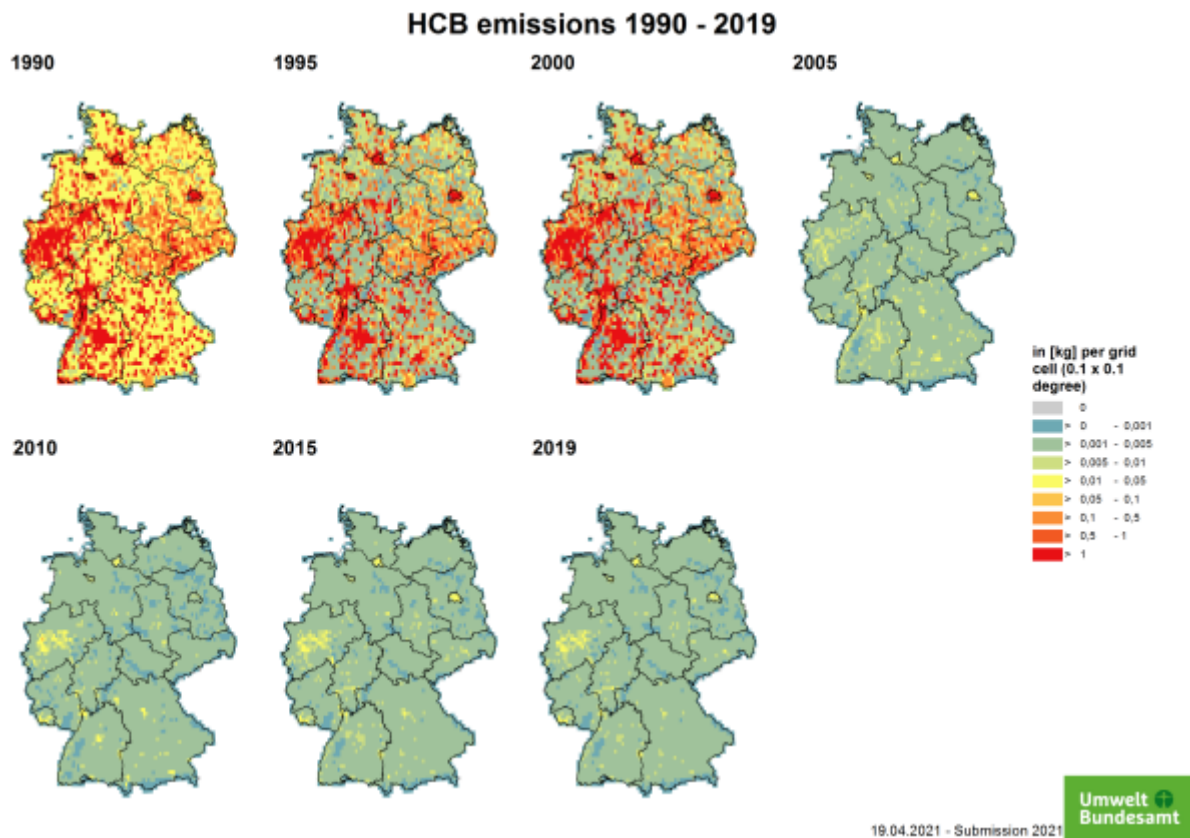 HCB emissions 1990 - 2019
1990
1995
2000
2005
in [kg] per grid
cell (0.1 x 0.1
degree)
0
> 0 - 0,001
> 0,001 - 0,005
> 0,005 - 0,01
> 0,01 - 0,05
> 0,05 - 0,1
> 0,1 - 0,5
> 0,5 - 1
> 1
2010
2015
2019
Umwelt
Bundesamt
19.04.2021 - Submission 2021